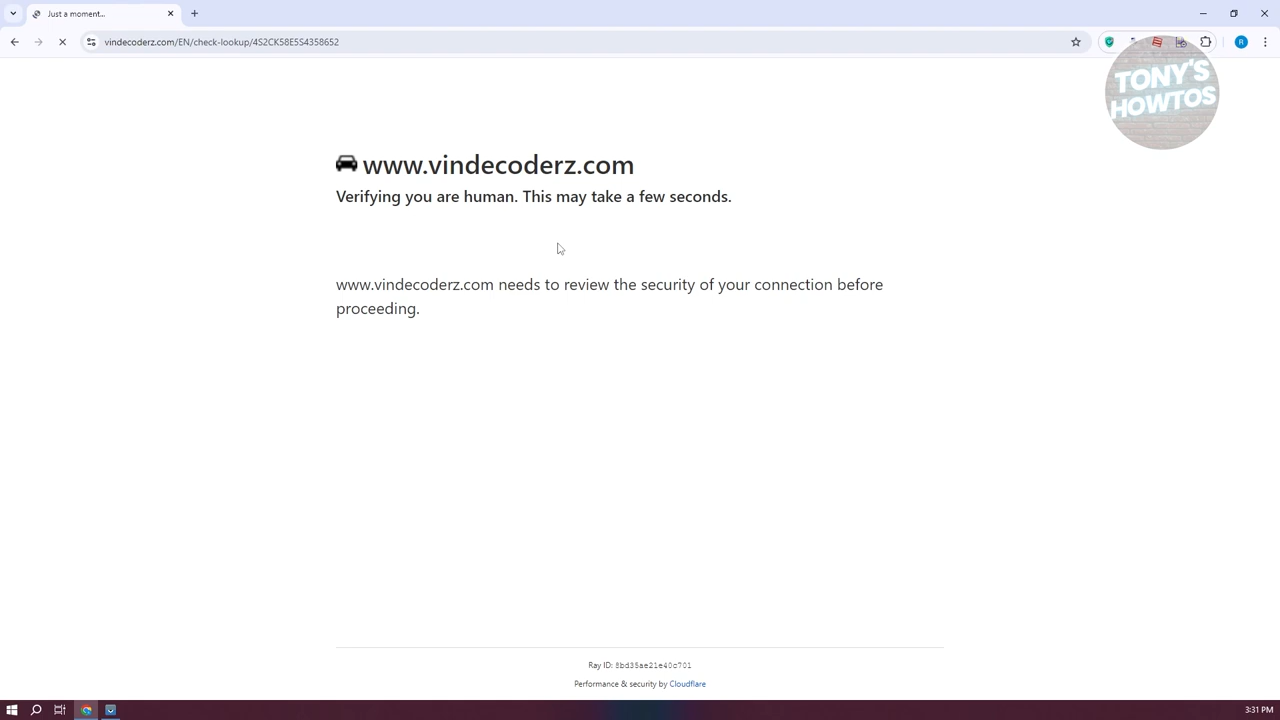 Just a moment...
vindecoderz.com/EN/check-lookup/4S2CK58E5S4358652
TONY'S
HOWTOS
www.vindecoderz.com
Verifying you are human. This may take a few seconds.
www.vindecoderz.com needs to review the security of your connection before
proceeding.
Ray ID: 8bd35ae21e40c701
Performance & security by Cloudflare
3:31 PM